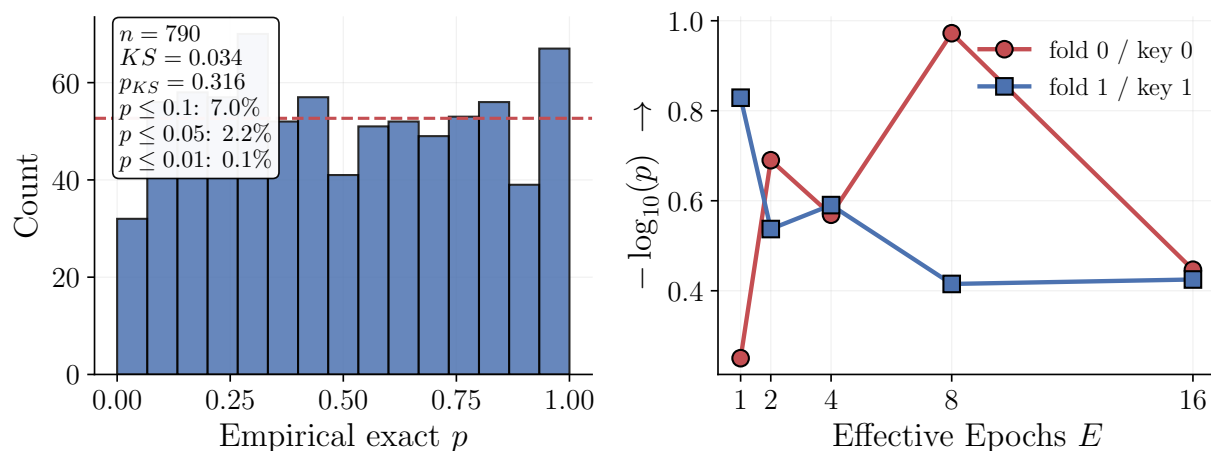 n = 790
KS = 0.034
p_{KS} = 0.316
p ≤ 0.1: 7.0%
p ≤ 0.05: 2.2%
p ≤ 0.01: 0.1%
60
40
20
0
Count
0.00 0.25 0.50 0.75 1.00
Empirical exact p
1.0
0.8
0.6
0.4
− log₁₀(p) →
fold 0 / key 0
fold 1 / key 1
1 2 4 8 16
Effective Epochs E